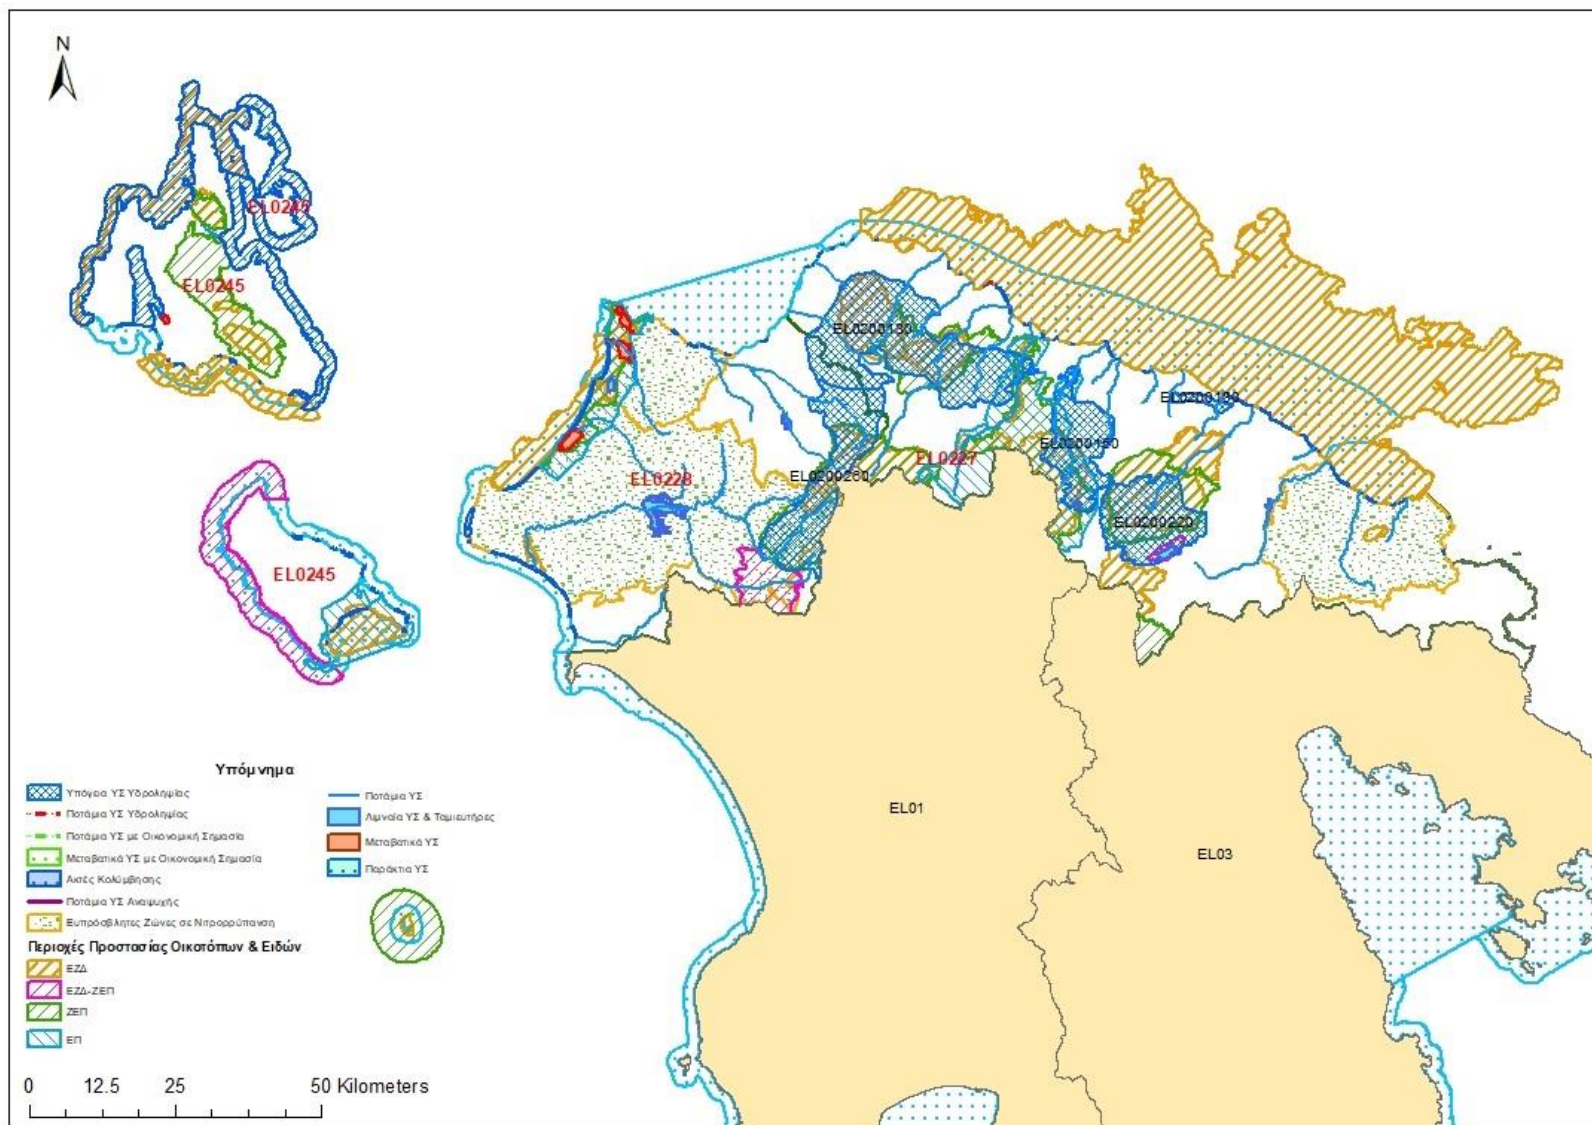 N
EL0245
EL0245
EL0200130
EL0200190
EL0200150
EL0227
EL0200260
EL0228
EL0200220
EL0245
Υπόμνημα
Υπόγεια ΥΣ Υδροληψίας
Ποτάμια ΥΣ Υδροληψίας
Ποτάμια ΥΣ με Οικονομική Σημασία
Μεταβατικά ΥΣ με Οικονομική Σημασία
Ακτές Κολύμβησης
Ποτάμια ΥΣ Αναψυχής
Ευπρόσβλητες Ζώνες σε Νιτρορρύπανση
Περιοχές Προστασίας Οικοτόπων & Ειδών
ΕΖΔ
ΕΖΔ-ΖΕΠ
ΖΕΠ
ΕΠ
Ποτάμια ΥΣ
Λιμναία ΥΣ & Ταμιευτήρες
Μεταβατικά ΥΣ
Παράκτια ΥΣ
EL01
EL03
0 12.5 25 50 Kilometers